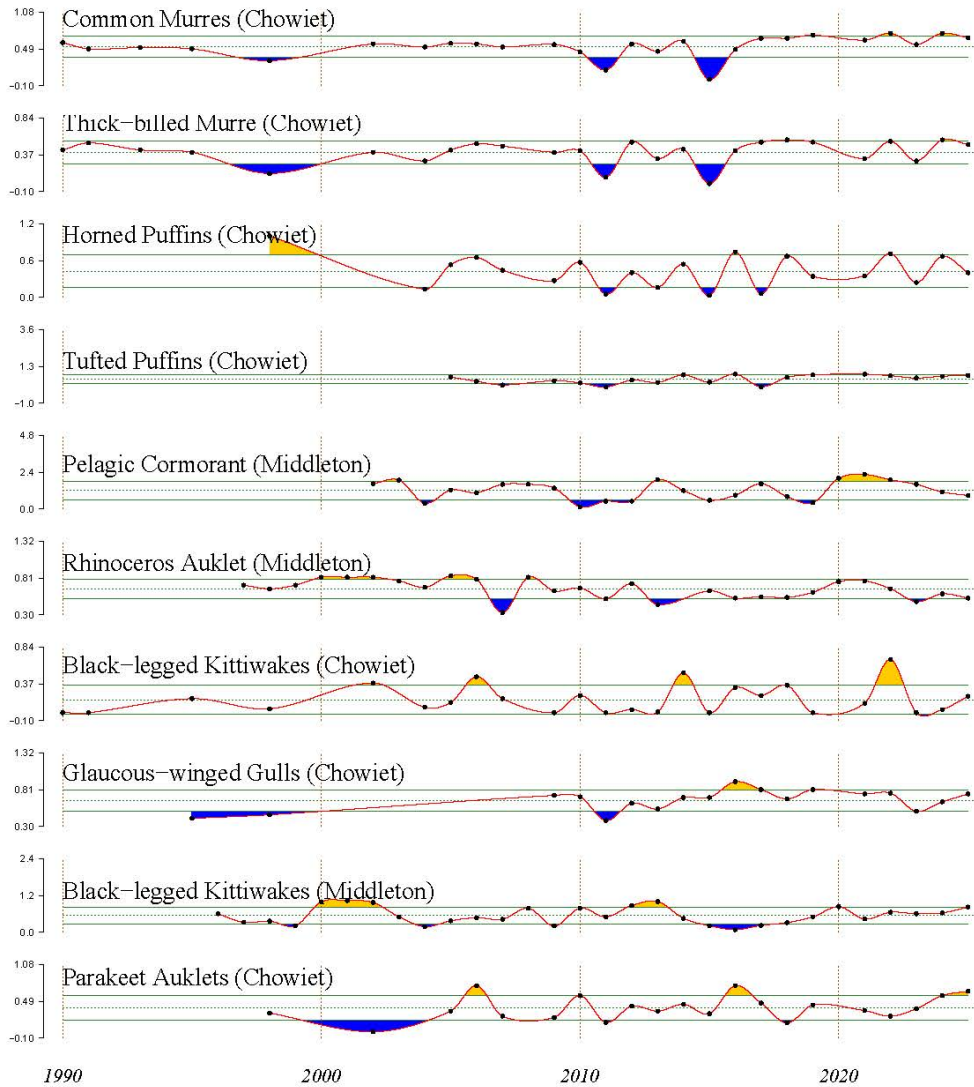 Common Murres (Chowiet)
1.08
0.49
−0.10
Thick−billed Murre (Chowiet)
0.84
0.37
−0.10
Horned Puffins (Chowiet)
1.2
0.6
0.0
Tufted Puffins (Chowiet)
3.6
1.3
−1.0
Pelagic Cormorant (Middleton)
4.8
2.4
0.0
Rhinoceros Auklet (Middleton)
1.32
0.81
0.30
Black−legged Kittiwakes (Chowiet)
0.84
0.37
−0.10
Glaucous−winged Gulls (Chowiet)
1.32
0.81
0.30
Black−legged Kittiwakes (Middleton)
2.4
1.2
0.0
Parakeet Auklets (Chowiet)
1.08
0.49
−0.10
1990 2000 2010 2020